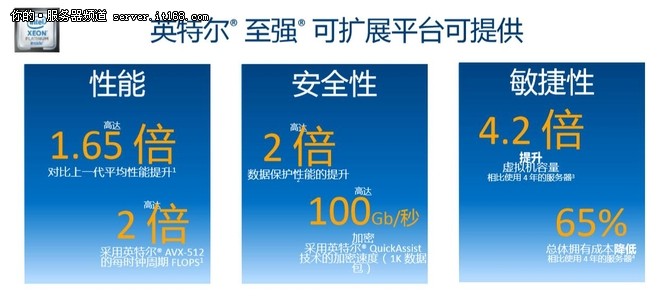 你的·服务器频道 server.it168.com
XEON
PLATINUM
英特尔® 至强® 可扩展平台可提供
性能
高达
1.65 倍
对比上一代平均性能提升¹
高达
2 倍
采用英特尔® AVX-512
的每时钟周期 FLOPS¹
安全性
高达
2 倍
数据保护性能的提升
高达
100Gb/秒
加密
采用英特尔® QuickAssist
技术的加密速度（1K 数据
包）
敏捷性
4.2 倍
提升
虚拟机容量
相比使用 4 年的服务器³
65%
总体拥有成本降低
相比使用 4 年的服务器⁴